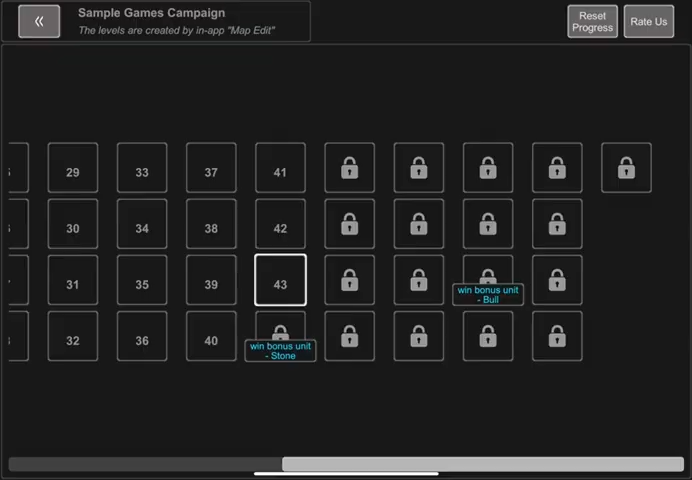 «
Sample Games Campaign
The levels are created by in-app "Map Edit"
Reset
Progress
Rate Us
29
33
37
41
30
34
38
42
31
35
39
43
win bonus unit
- Bull
32
36
40
win bonus unit
- Stone